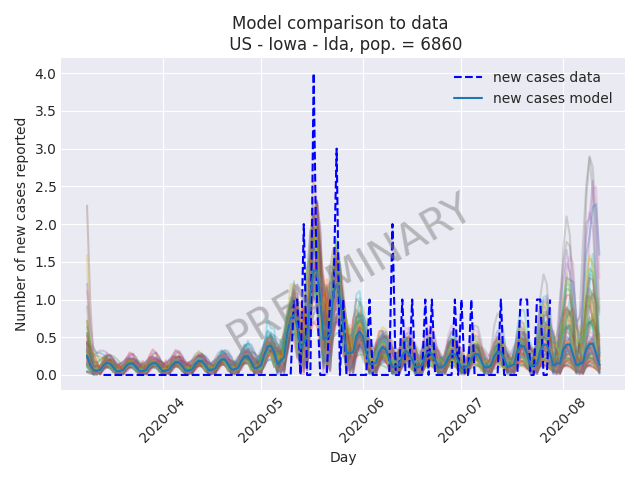 Model comparison to data
US - Iowa - Ida, pop. = 6860
new cases data
new cases model
Number of new cases reported
4.0
3.5
3.0
2.5
2.0
1.5
1.0
0.5
0.0
PRELIMINARY
2020-04
2020-05
2020-06
2020-07
2020-08
Day